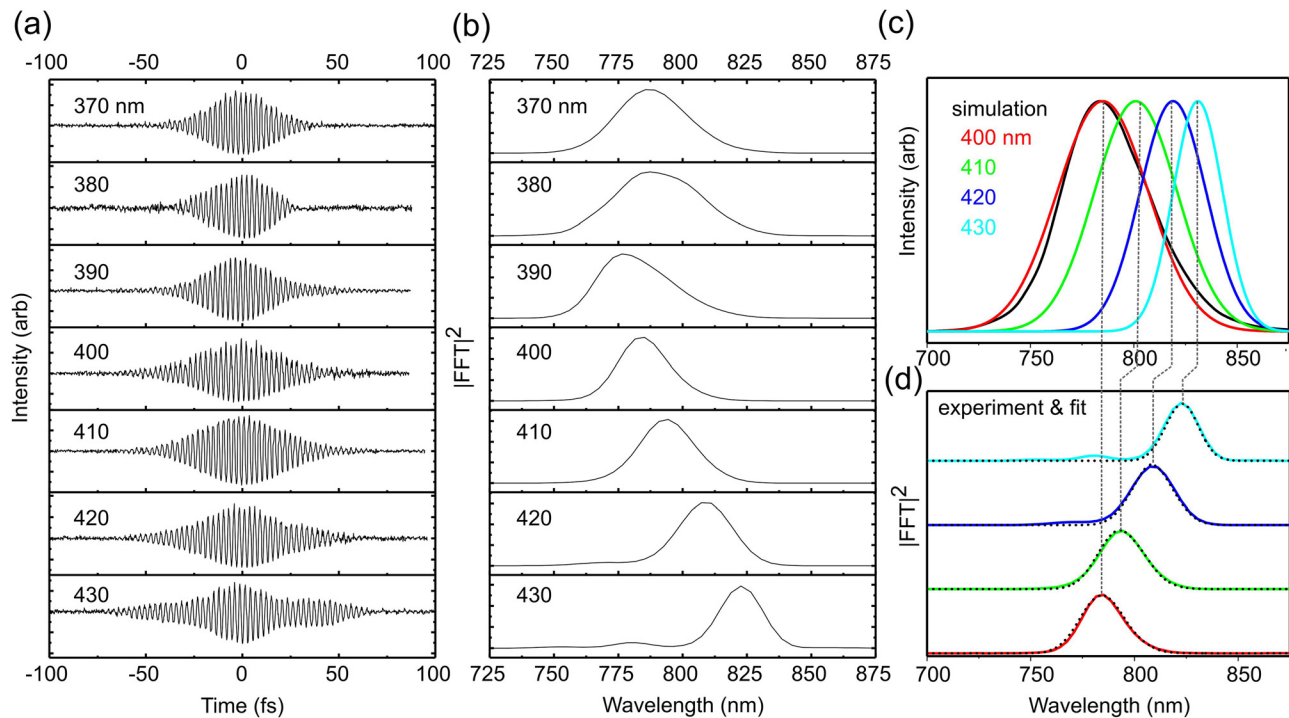 (a)
-100 -50 0 50 100
370 nm
380
390
400
410
420
430
Intensity (arb)
-100 -50 0 50 100
Time (fs)
(b)
725 750 775 800 825 850 875
370 nm
380
390
400
410
420
430
|FFT|2
725 750 775 800 825 850 875
Wavelength (nm)
(c)
simulation
400 nm
410
420
430
Intensity (arb)
700 750 800 850
(d)
experiment & fit
|FFT|2
700 750 800 850
Wavelength (nm)